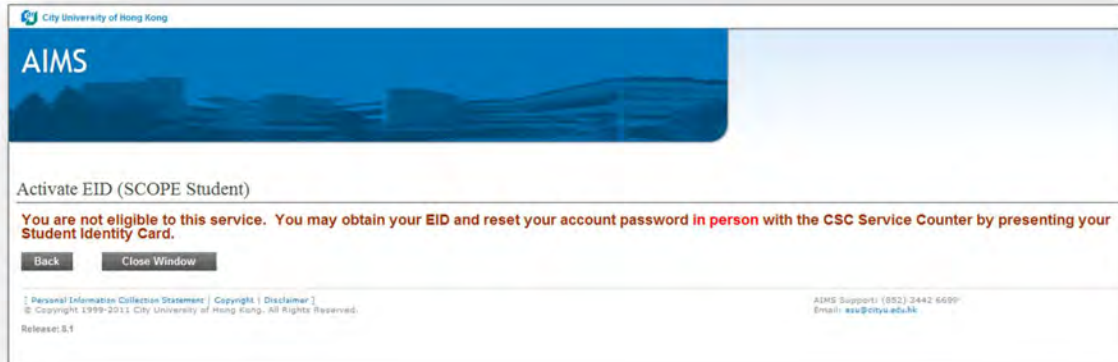 City University of Hong Kong
AIMS
Activate EID (SCOPE Student)
You are not eligible to this service. You may obtain your EID and reset your account password in person with the CSC Service Counter by presenting your
Student Identity Card.
Back Close Window
[ Personal Information Collection Statement | Copyright | Disclaimer ]
© Copyright 1999-2011 City University of Hong Kong. All Rights Reserved.
AIMS Support: (852) 3442 6699
Email: esu@cityu.edu.hk
Release: 8.1